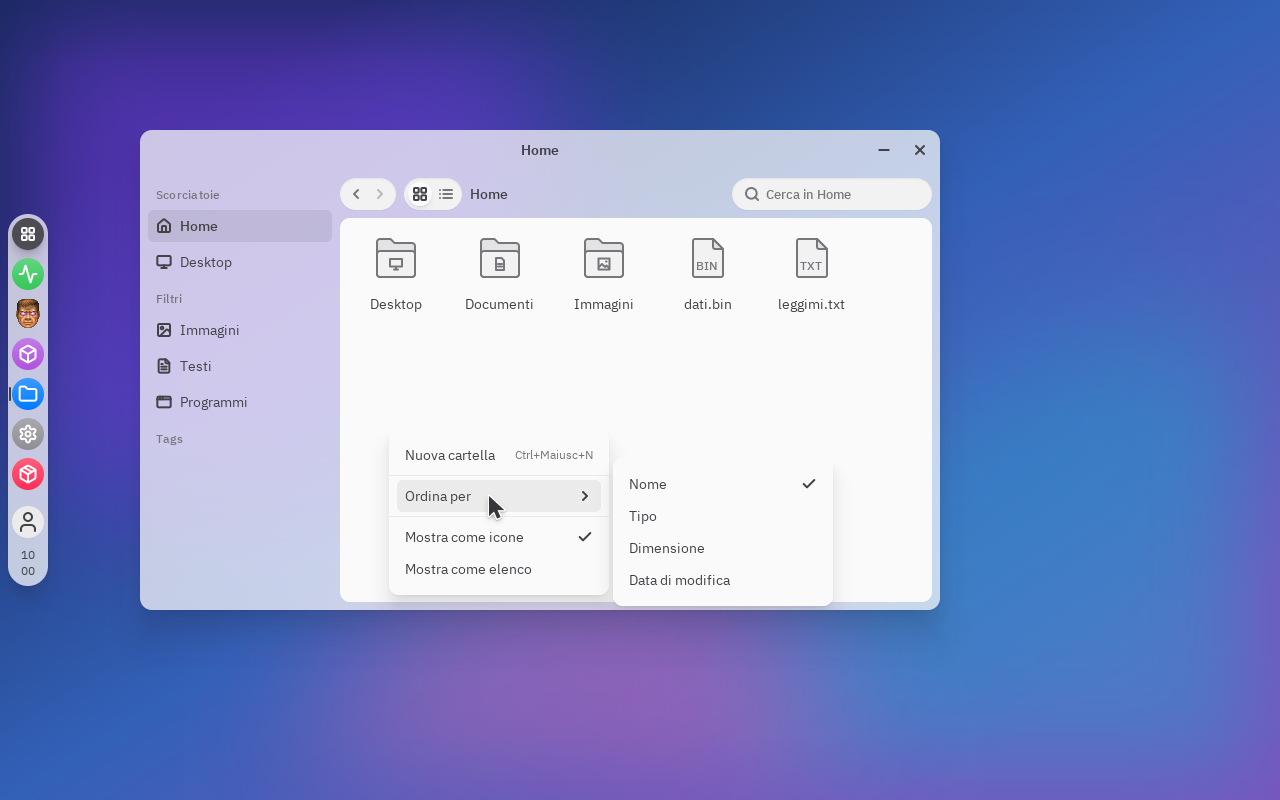 Home
Scorciatoie
Home
Desktop
Filtri
Immagini
Testi
Programmi
Tags
Home
Cerca in Home
Desktop
Documenti
Immagini
BIN
dati.bin
TXT
leggimi.txt
Nuova cartella Ctrl+Maiusc+N
Ordina per
Mostra come icone
Mostra come elenco
Nome
Tipo
Dimensione
Data di modifica
10
00